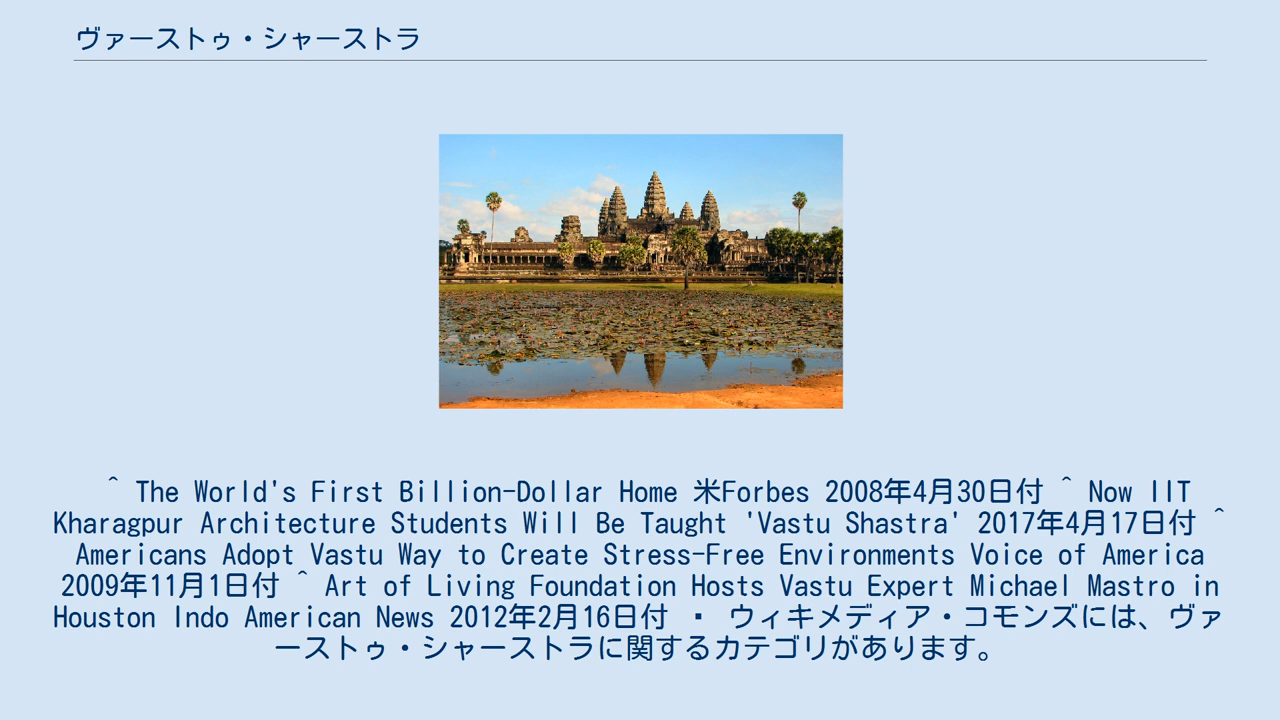 ヴァーストゥ・シャーストラ
^ The World's First Billion-Dollar Home 米Forbes 2008年4月30日付 ^ Now IIT
Kharagpur Architecture Students Will Be Taught 'Vastu Shastra' 2017年4月17日付 ^
Americans Adopt Vastu Way to Create Stress-Free Environments Voice of America
2009年11月1日付 ^ Art of Living Foundation Hosts Vastu Expert Michael Mastro in
Houston Indo American News 2012年2月16日付 ▪ ウィキメディア・コモンズには、ヴァ
ーストゥ・シャーストラに関するカテゴリがあります。